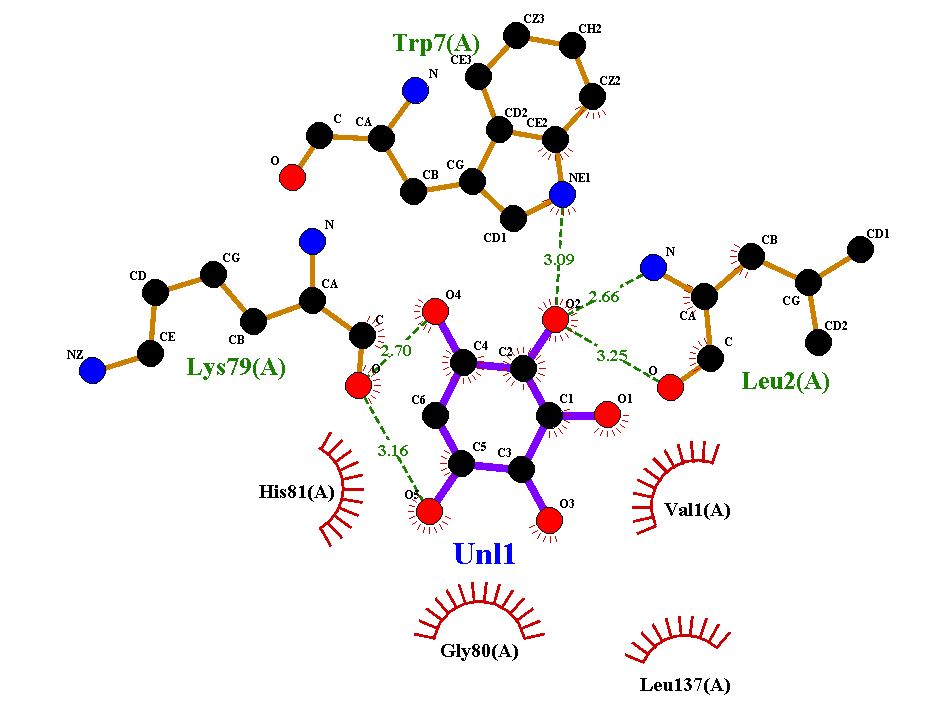 CZ3
CH2
Trp7(A)
CE3
N
CZ2
C
CA
CD2
CE2
O
CG
CB
NE1
N
CD1
CB
CD1
CG
N
CD
CA
3.09
2.66
CG
CA
O4
O2
CB
C
CD2
NZ
CE
2.70
C4
C2
3.25
C
Lys79(A)
O
O
Leu2(A)
C6
C1
O1
3.16
C5
C3
His81(A)
O5
O3
Val1(A)
Unl1
Gly80(A)
Leu137(A)